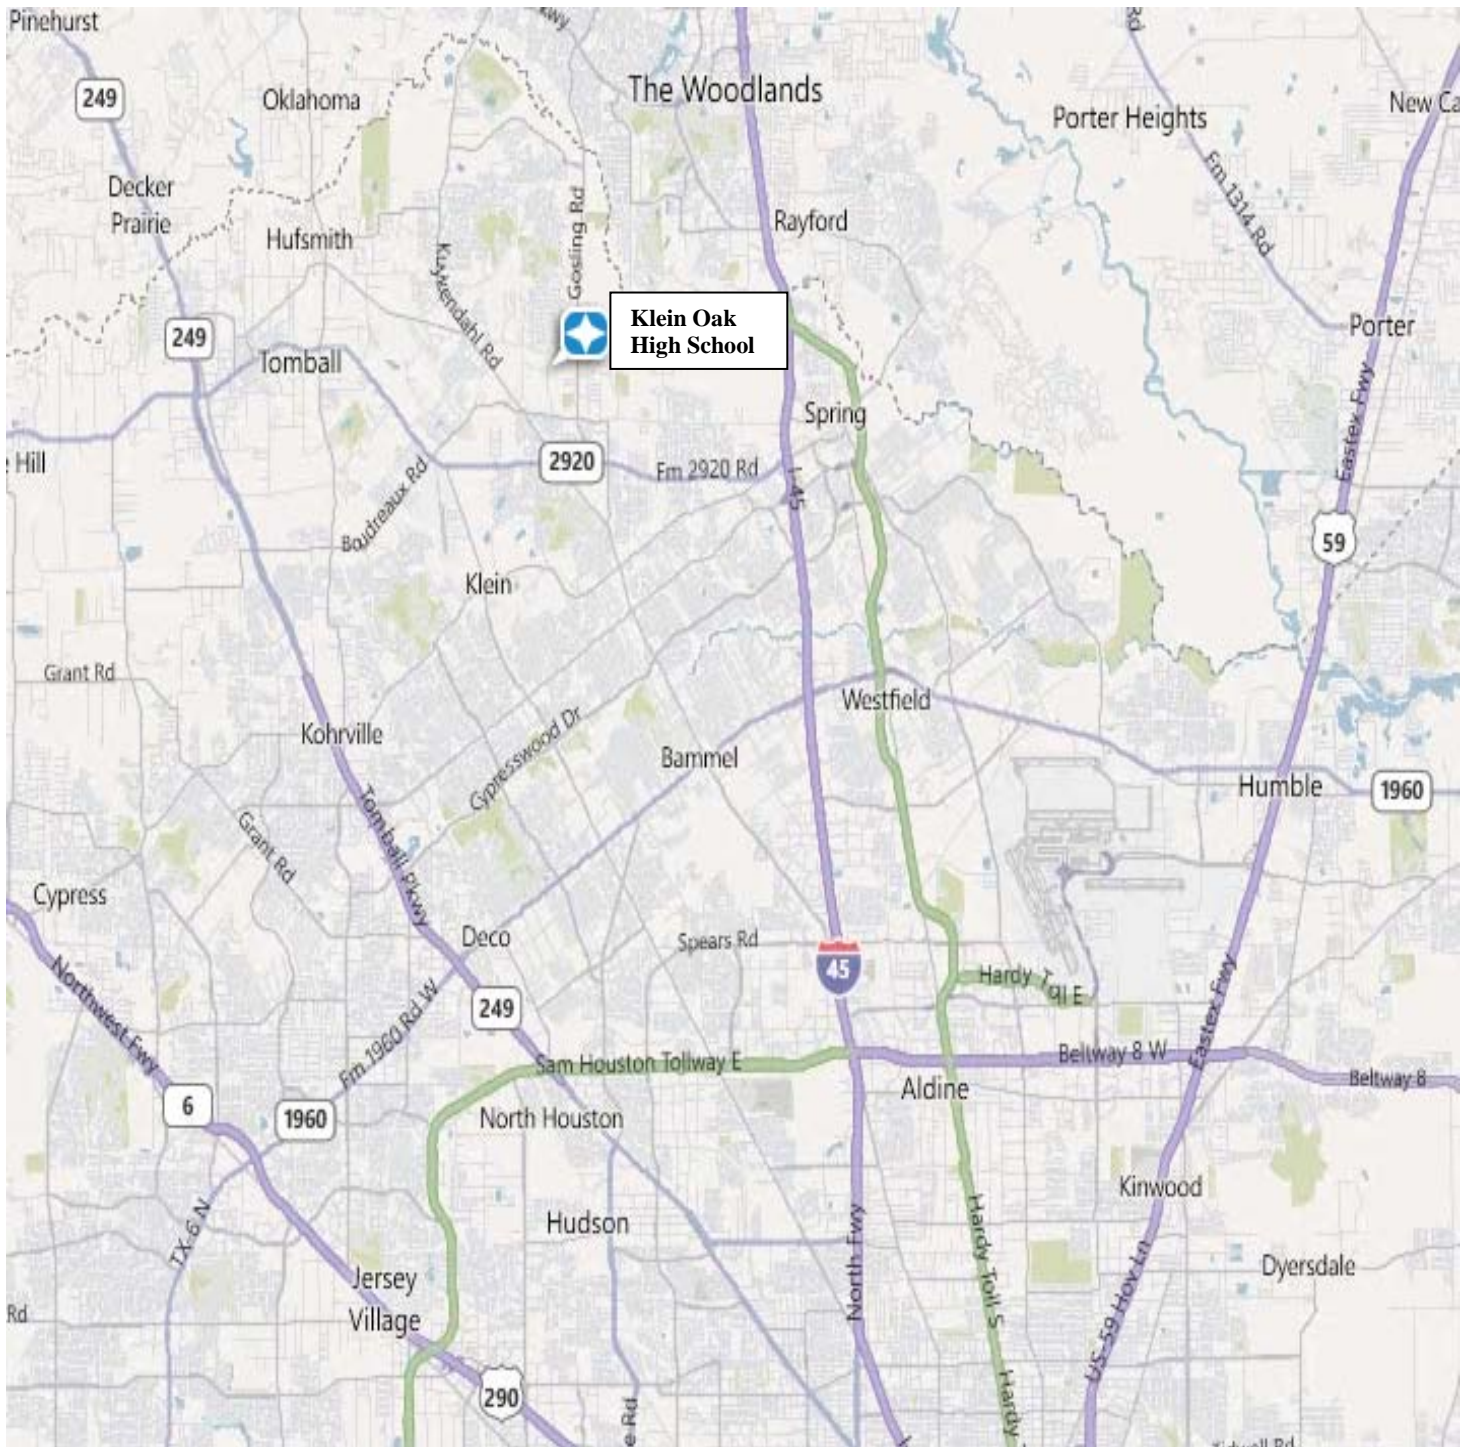 Pinehurst
249
Oklahoma
The Woodlands
Rd
Porter Heights
New Ca
Decker
Prairie
Hufsmith
Kuykendahl Rd
Gosling Rd
Rayford
Fm 1314 Rd
Klein Oak
High School
249
Tomball
Porter
Spring
Eastex Fwy
e Hill
2920
Fm 2920 Rd
I-45
Boudreaux Rd
59
Klein
Grant Rd
Westfield
Kohrville
Cypresswood Dr
Bammel
Humble
1960
Tomball Pkwy
Grant Rd
Cypress
Deco
Spears Rd
45
Hardy Toll E
Eastex Fwy
Northwest Fwy
249
Fm 1960 Rd W
Sam Houston Tollway E
Beltway 8 W
Beltway 8
6
1960
North Houston
Aldine
Kinwood
TX-6 N
Hudson
North Fwy
Hardy Toll S
US-59 Hov Ln
Dyersdale
Jersey
Village
Rd
290
e Rd
Hardy